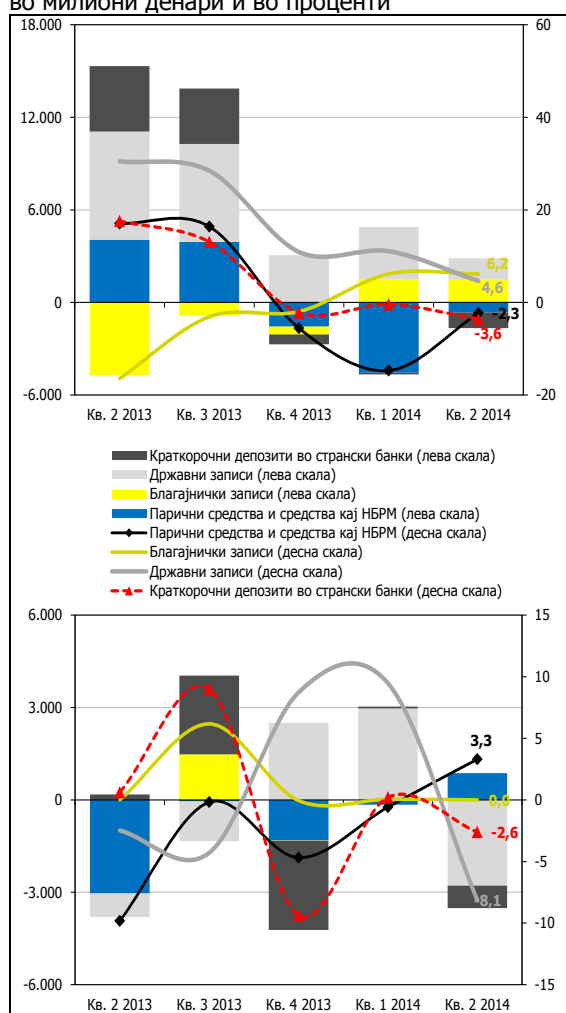 во милиони денари и во проценти
18.000
12.000
6.000
0
-6.000
60
40
20
0
-20
6,2
4,6
-2,3
-3,6
Кв. 2 2013 Кв. 3 2013 Кв. 4 2013 Кв. 1 2014 Кв. 2 2014
Краткорочни депозити во странски банки (лева скала)
Државни записи (лева скала)
Благајнички записи (лева скала)
Парични средства и средства кај НБРМ (лева скала)
Парични средства и средства кај НБРМ (десна скала)
Благајнички записи (десна скала)
Државни записи (десна скала)
Краткорочни депозити во странски банки (десна скала)
6.000
3.000
0
-3.000
-6.000
15
10
5
0
-5
-10
-15
3,3
0,0
-2,6
-8,1
Кв. 2 2013 Кв. 3 2013 Кв. 4 2013 Кв. 1 2014 Кв. 2 2014